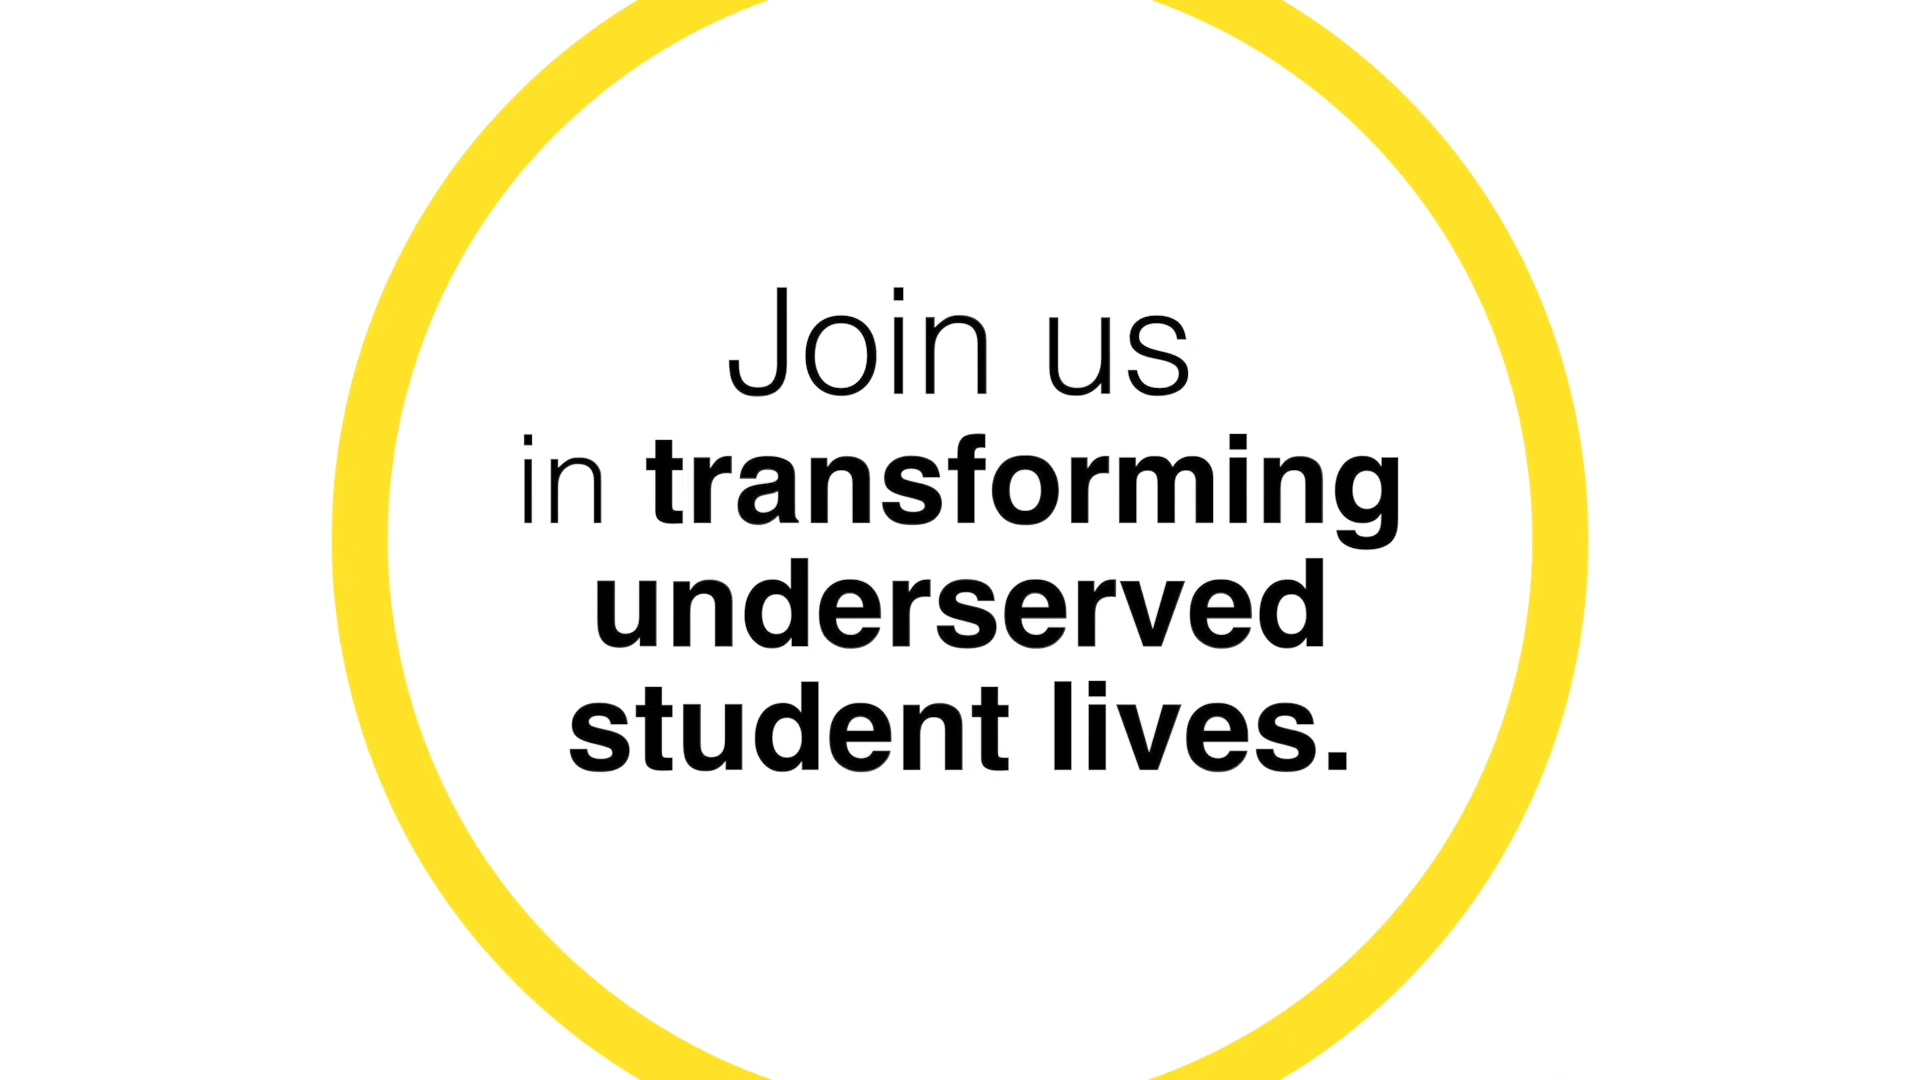 Join us
in transforming
underserved
student lives.